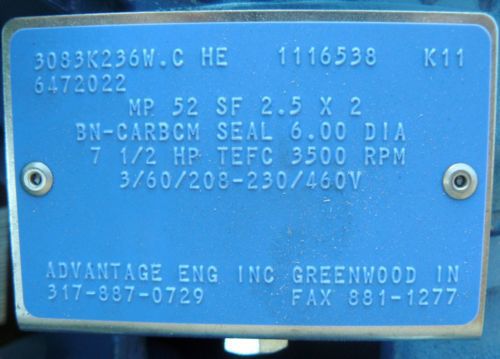 3083K236W.C HE 1116538 K11
6472022
MP 52 SF 2.5 X 2
BN-CARBCM SEAL 6.00 DIA
7 1/2 HP TEFC 3500 RPM
3/60/208-230/460V
ADVANTAGE ENG INC GREENWOOD IN
317-887-0729 FAX 881-1277